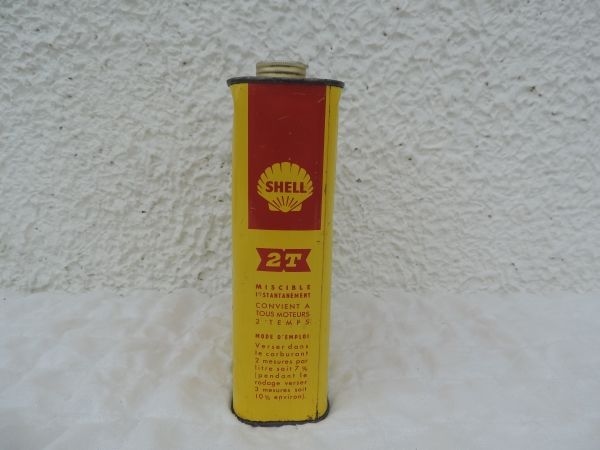 SHELL
2T
MISCIBLE
INSTANTANÉMENT
CONVIENT A
TOUS MOTEURS
2 TEMPS
MODE D'EMPLOI
Verser dans
le carburant
2 mesures par
litre soit 7%
(pendant le
rodage verser
3 mesures soit
10% environ).